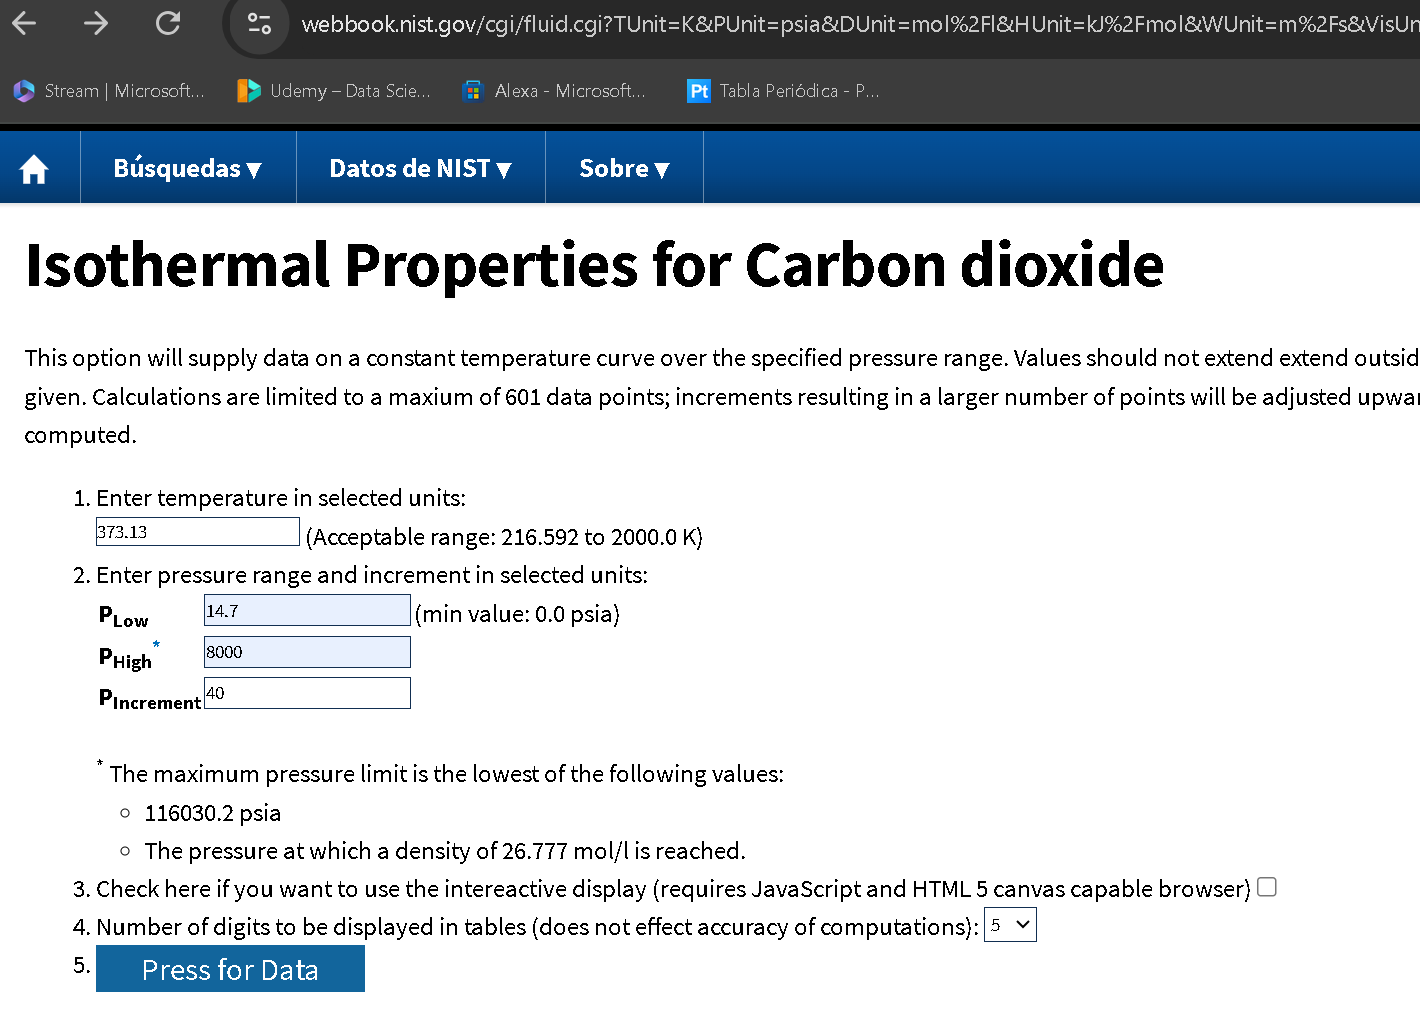 webbook.nist.gov/cgi/fluid.cgi?TUnit=K&PUnit=psia&DUnit=mol%2Fl&HUnit=kJ%2Fmol&WUnit=m%2Fs&VisUn
Stream | Microsoft... Udemy – Data Scie... Alexa - Microsoft... Pt Tabla Periódica - P...
Búsquedas ▼ Datos de NIST ▼ Sobre ▼
Isothermal Properties for Carbon dioxide
This option will supply data on a constant temperature curve over the specified pressure range. Values should not extend extend outsid
given. Calculations are limited to a maxium of 601 data points; increments resulting in a larger number of points will be adjusted upwar
computed.
1. Enter temperature in selected units:
373.13 (Acceptable range: 216.592 to 2000.0 K)
2. Enter pressure range and increment in selected units:
PLow 14.7 (min value: 0.0 psia)
PHigh* 8000
PIncrement 40
* The maximum pressure limit is the lowest of the following values:
○ 116030.2 psia
○ The pressure at which a density of 26.777 mol/l is reached.
3. Check here if you want to use the intereactive display (requires JavaScript and HTML 5 canvas capable browser)
4. Number of digits to be displayed in tables (does not effect accuracy of computations): 5
5. Press for Data